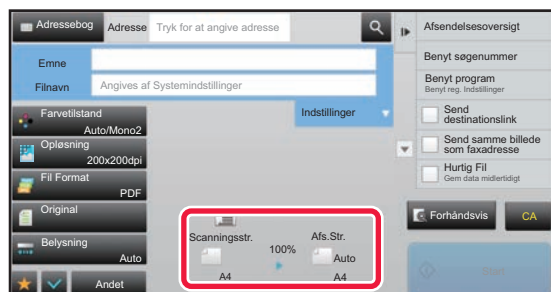 Adressebog
Adresse
Tryk for at angive adresse
Emne
Filnavn
Angives af Systemindstillinger
Indstillinger
Farvetilstand
Auto/Mono2
Opløsning
200x200dpi
Fil Format
PDF
Original
Belysning
Auto
Andet
Scanningsstr.
100%
Afs.Str.
Auto
A4
A4
Afsendelsesoversigt
Benyt søgenummer
Benyt program
Benyt reg. Indstillinger
Send
destinationslink
Send samme billede
som faxadresse
Hurtig Fil
Gem data midlertidigt
Forhåndsvis
CA
Start